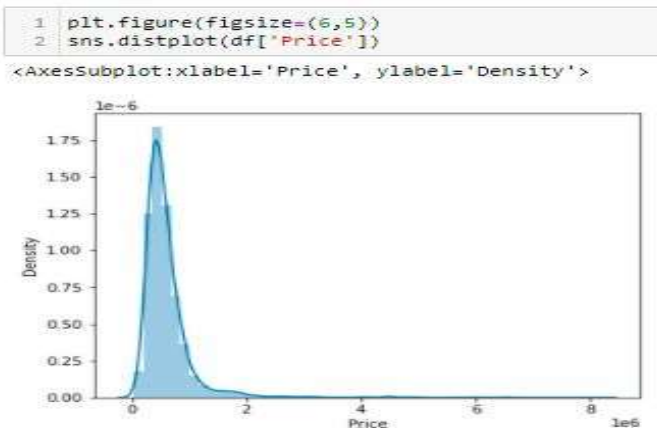 1 plt.figure(figsize=(6,5))
2 sns.distplot(df['Price'])
<AxesSubplot:xlabel='Price', ylabel='Density'>
1e-6
1.75
1.50
1.25
1.00
0.75
0.50
0.25
0.00
Density
0 2 4 6 8
Price 1e6